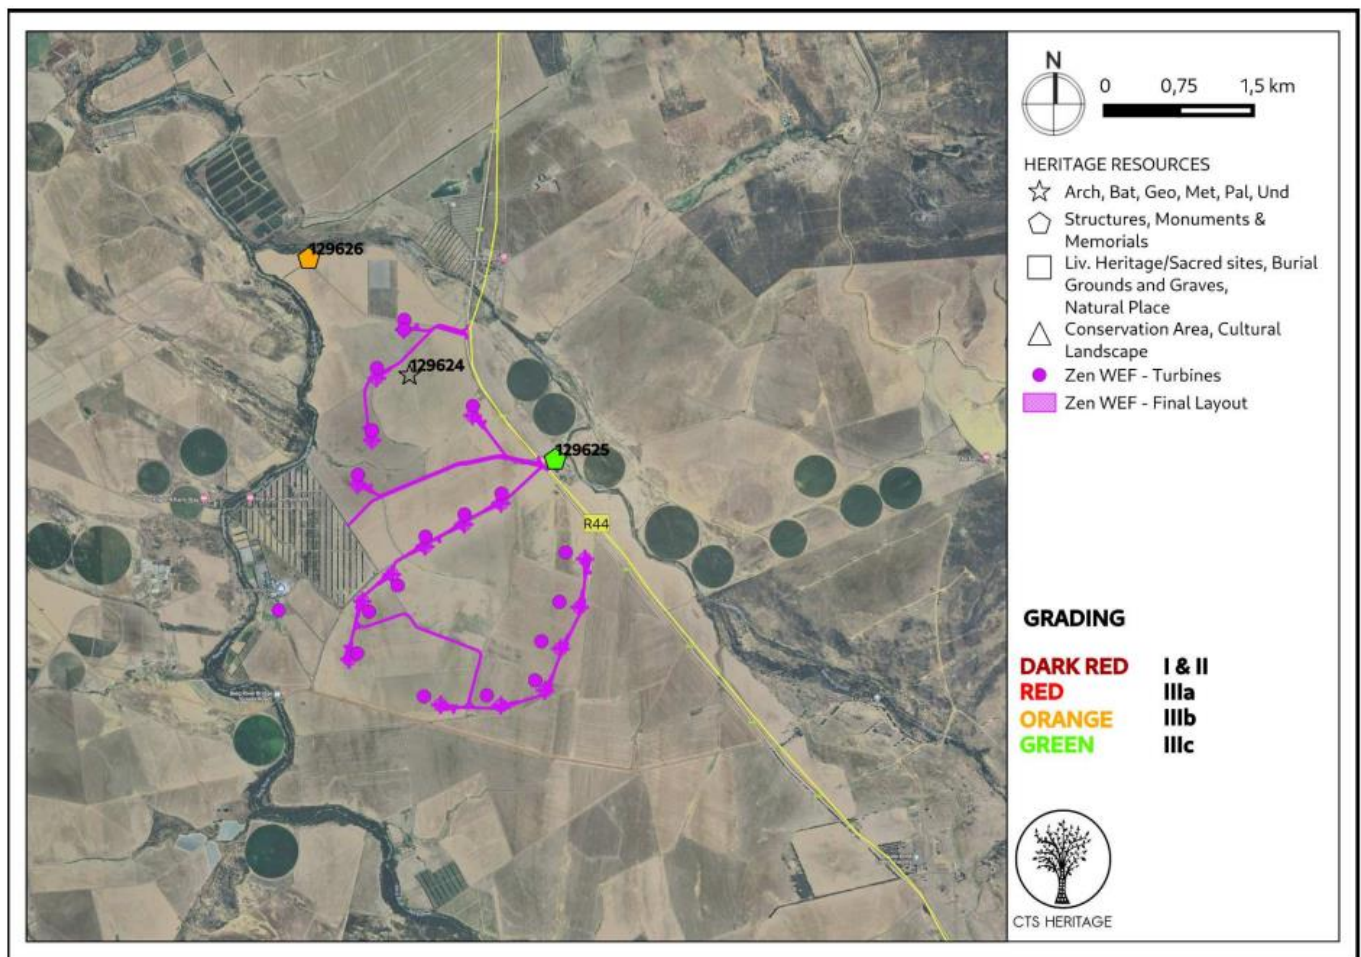 129626
129624
129625
R44
N
0 0,75 1,5 km
HERITAGE RESOURCES
Arch, Bat, Geo, Met, Pal, Und
Structures, Monuments &
Memorials
Liv. Heritage/Sacred sites, Burial
Grounds and Graves,
Natural Place
Conservation Area, Cultural
Landscape
Zen WEF - Turbines
Zen WEF - Final Layout
GRADING
DARK RED I & II
RED IIIa
ORANGE IIIb
GREEN IIIc
CTS HERITAGE